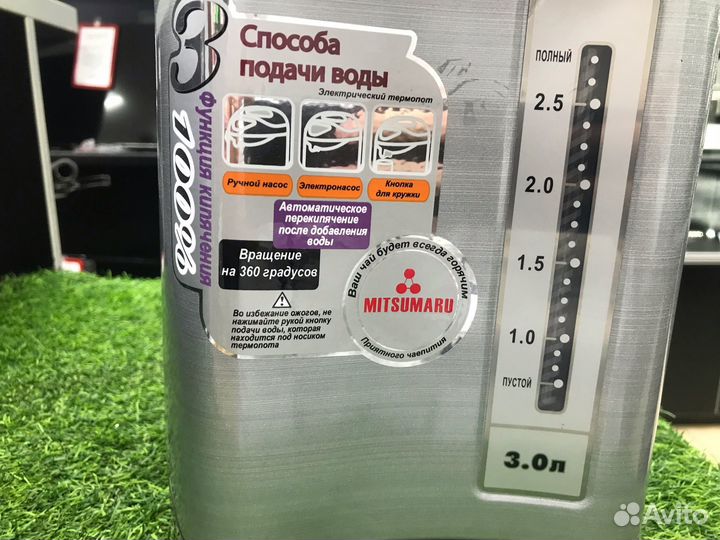 3 Способа
подачи воды
Электрический термопот
Ручной насос
Электронасос
Кнопка
для кружки
Автоматическое
перекипячение
после добавления
воды
100%
функция кипячения
Вращение
на 360 градусов
Во избежание ожогов, не
нажимайте рукой кнопку
подачи воды, которая
находится под носиком
термопота
Ваш чай будет всегда горячим
MITSUMARU
Приятного чаепития
ПОЛНЫЙ
2.5
2.0
1.5
1.0
ПУСТОЙ
3.0л
Avito